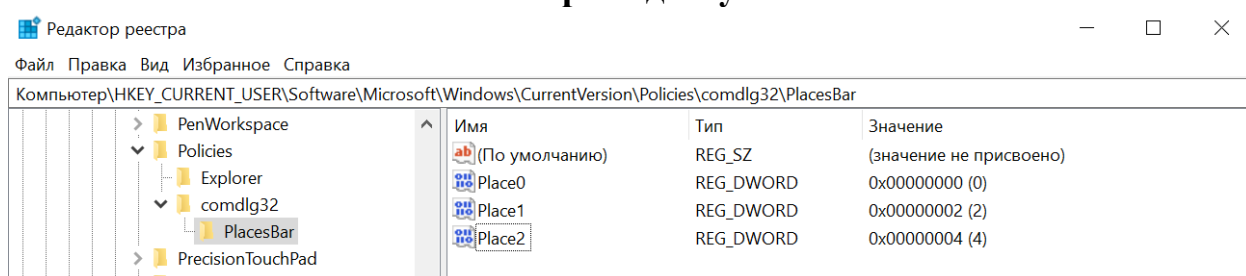 Редактор реестра
Файл Правка Вид Избранное Справка
Компьютер\HKEY_CURRENT_USER\Software\Microsoft\Windows\CurrentVersion\Policies\comdlg32\PlacesBar
PenWorkspace
Policies
Explorer
comdlg32
PlacesBar
PrecisionTouchPad
Имя Тип Значение
(По умолчанию) REG_SZ (значение не присвоено)
Place0 REG_DWORD 0x00000000 (0)
Place1 REG_DWORD 0x00000002 (2)
Place2 REG_DWORD 0x00000004 (4)